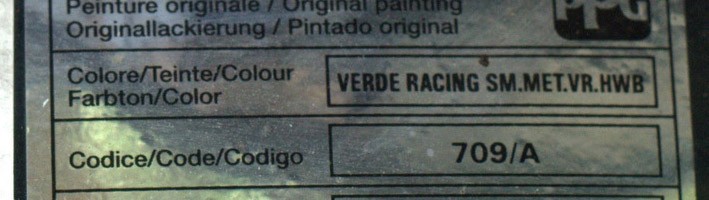 Peinture originale / Original painting
PPG
Originallackierung / Pintado original
Colore/Teinte/Colour
Farbton/Color
VERDE RACING SM.MET.VR.HWB
Codice/Code/Codigo
709/A